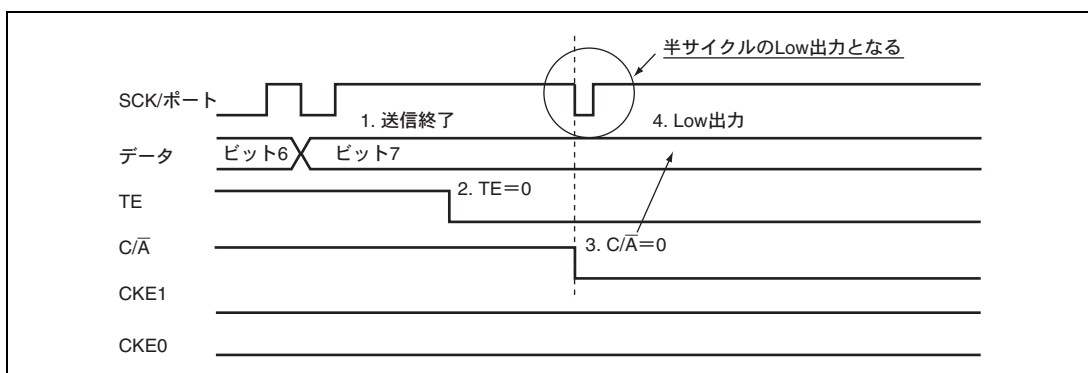 半サイクルのLow出力となる
SCK/ポート
1. 送信終了
4. Low出力
データ
ビット6
ビット7
TE
2. TE=0
C/A̅
3. C/A̅=0
CKE1
CKE0